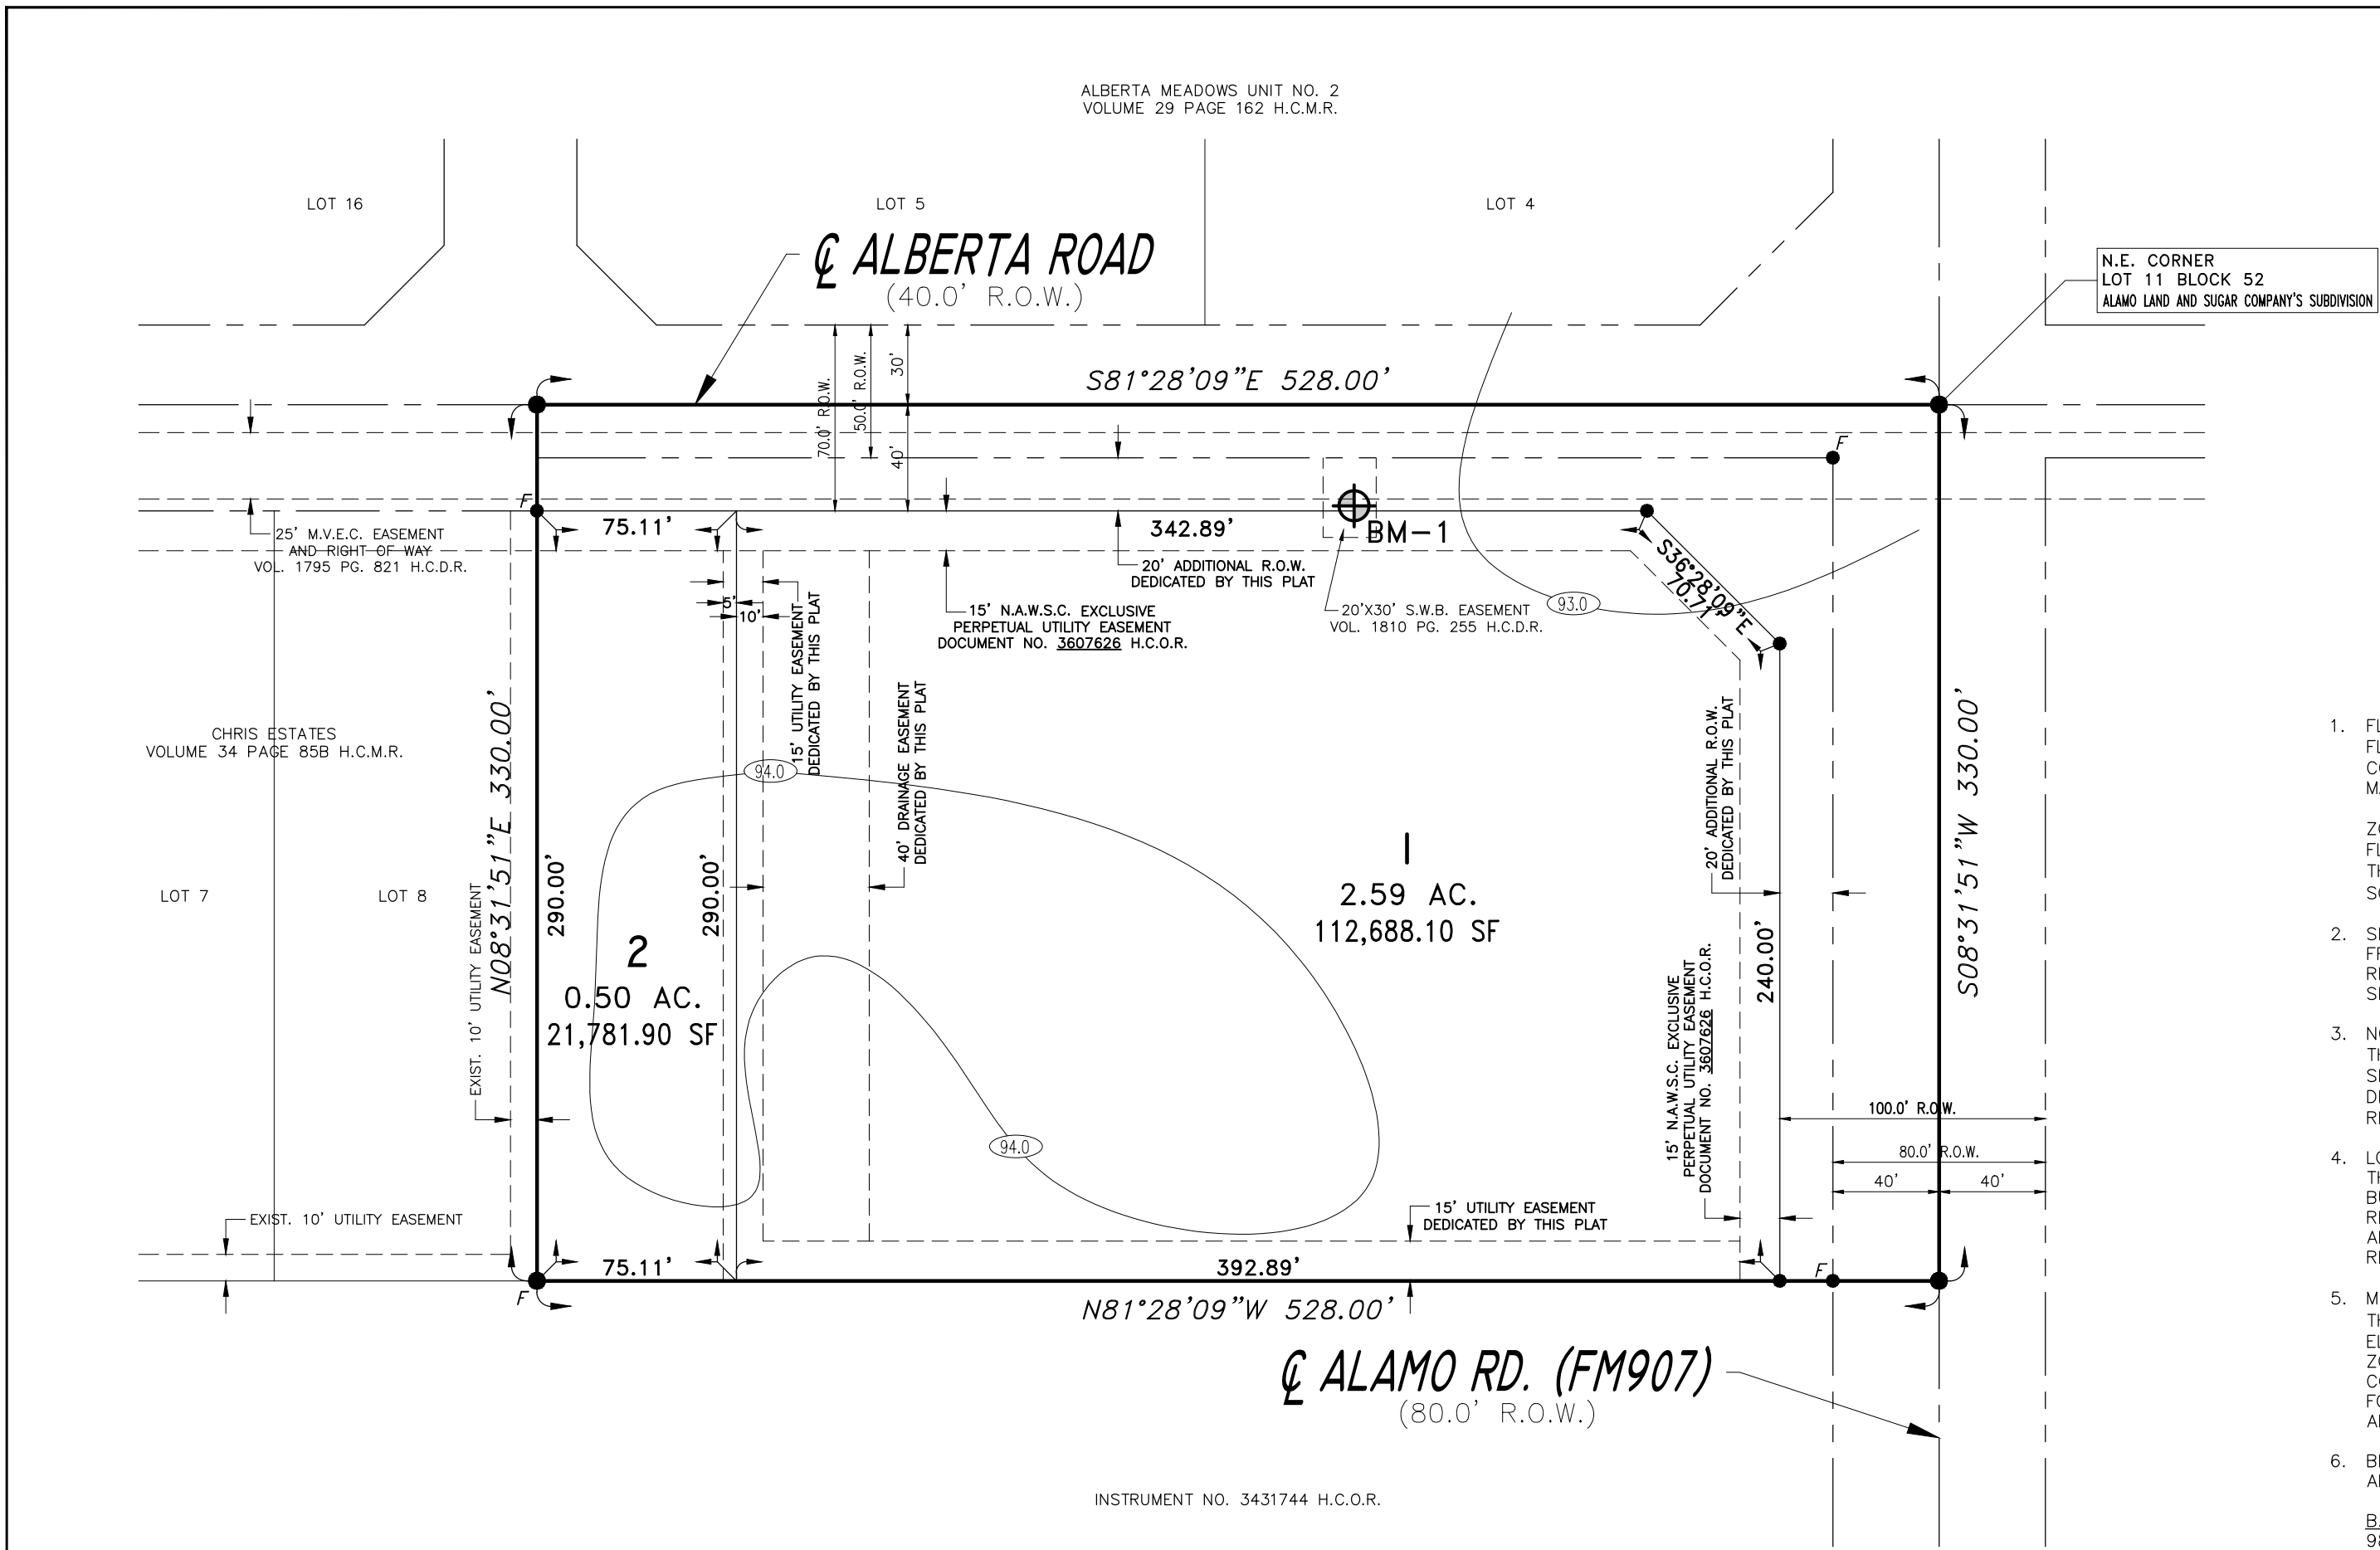 ALBERTA MEADOWS UNIT NO. 2
VOLUME 29 PAGE 162 H.C.M.R.
LOT 16
LOT 5
LOT 4
℄ ALBERTA ROAD
(40.0' R.O.W.)
N.E. CORNER
LOT 11 BLOCK 52
ALAMO LAND AND SUGAR COMPANY'S SUBDIVISION
S81°28'09"E 528.00'
70.0' R.O.W.
50.0' R.O.W.
30'
40'
F
F
25' M.V.E.C. EASEMENT
AND RIGHT OF WAY
VOL. 1795 PG. 821 H.C.D.R.
75.11'
342.89'
BM-1
20' ADDITIONAL R.O.W.
DEDICATED BY THIS PLAT
15' N.A.W.S.C. EXCLUSIVE
PERPETUAL UTILITY EASEMENT
DOCUMENT NO. 3607626 H.C.O.R.
20'X30' S.W.B. EASEMENT
VOL. 1810 PG. 255 H.C.D.R.
93.0
S36°28'09"E
70.71'
5'
10'
15' UTILITY EASEMENT
DEDICATED BY THIS PLAT
40' DRAINAGE EASEMENT
DEDICATED BY THIS PLAT
20' ADDITIONAL R.O.W.
DEDICATED BY THIS PLAT
CHRIS ESTATES
VOLUME 34 PAGE 85B H.C.M.R.
N08°31'51"E 330.00'
S08°31'51"W 330.00'
94.0
LOT 7
LOT 8
EXIST. 10' UTILITY EASEMENT
290.00'
290.00'
2
0.50 AC.
21,781.90 SF
1
2.59 AC.
112,688.10 SF
240.00'
15' N.A.W.S.C. EXCLUSIVE
PERPETUAL UTILITY EASEMENT
DOCUMENT NO. 3607626 H.C.O.R.
94.0
100.0' R.O.W.
80.0' R.O.W.
40'
40'
EXIST. 10' UTILITY EASEMENT
15' UTILITY EASEMENT
DEDICATED BY THIS PLAT
75.11'
392.89'
F
F
N81°28'09"W 528.00'
℄ ALAMO RD. (FM907)
(80.0' R.O.W.)
INSTRUMENT NO. 3431744 H.C.O.R.
1.
2.
3.
4.
5.
6.